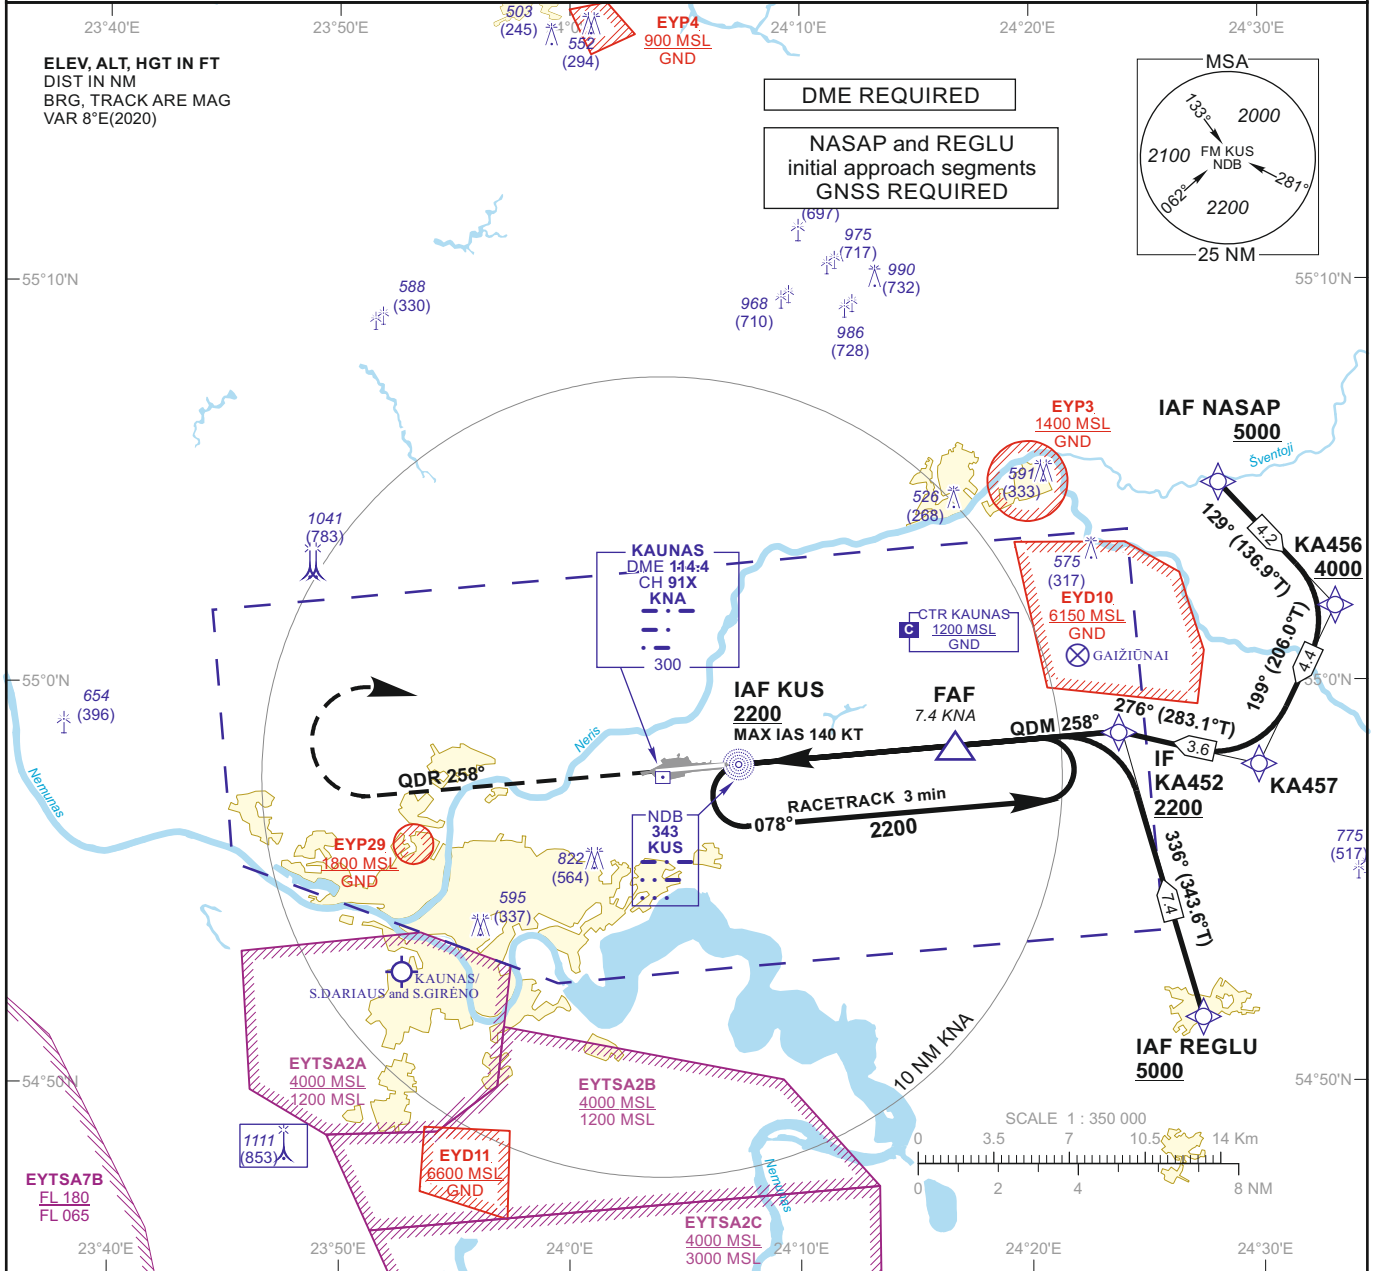 23°40'E
23°50'E
24°0'E
24°10'E
24°20'E
24°30'E
503
(245)
552
(294)
EYP4
900 MSL
GND
ELEV, ALT, HGT IN FT
DIST IN NM
BRG, TRACK ARE MAG
VAR 8°E(2020)
DME REQUIRED
NASAP and REGLU
initial approach segments
GNSS REQUIRED
MSA
133°
2000
2100
FM KUS
NDB
062°
281°
2200
25 NM
(697)
975
(717)
990
(732)
968
(710)
986
(728)
55°10'N
55°10'N
588
(330)
EYP3
1400 MSL
GND
591
(333)
526
(268)
IAF NASAP
5000
Šventoji
129° (136.9°T)
4.2
KA456
4000
1041
(783)
KAUNAS
DME 114.4
CH 91X
KNA
300
575
(317)
EYD10
6150 MSL
GND
GAIŽIŪNAI
C
CTR KAUNAS
1200 MSL
GND
199° (206.0°T)
4.4
55°0'N
55°0'N
654
(396)
IAF KUS
2200
MAX IAS 140 KT
FAF
7.4 KNA
QDM 258°
276° (283.1°T)
3.6
IF
KA452
2200
KA457
Neris
Nemunas
QDR 258°
078°
RACETRACK 3 min
2200
NDB
343
KUS
EYP29
1800 MSL
GND
822
(564)
595
(337)
775
(517)
336° (343.6°T)
7.4
KAUNAS/
S.DARIAUS and S.GIRĖNO
IAF REGLU
5000
10 NM KNA
54°50'N
54°50'N
EYTSA2A
4000 MSL
1200 MSL
EYTSA2B
4000 MSL
1200 MSL
1111
(853)
EYD11
6600 MSL
GND
EYTSA7B
FL 180
FL 065
Nemunas
EYTSA2C
4000 MSL
3000 MSL
SCALE 1 : 350 000
0 3.5 7 10.5 14 Km
0 2 4 8 NM
23°40'E
23°50'E
24°0'E
24°10'E
24°20'E
24°30'E